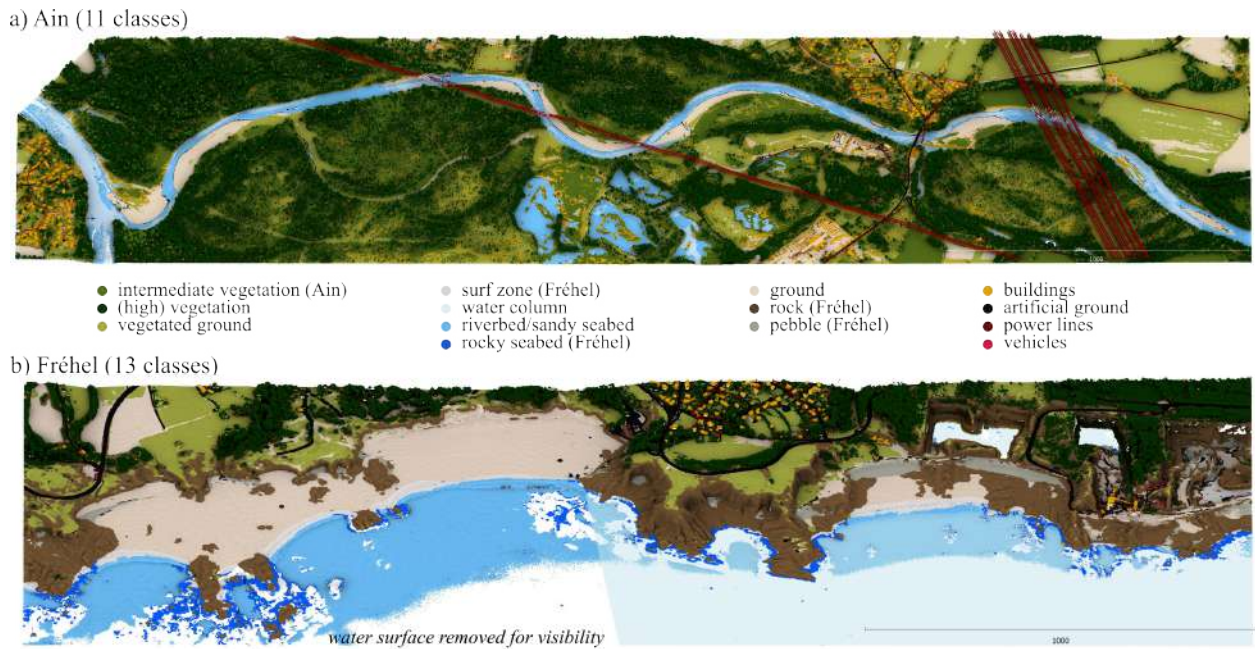 a) Ain (11 classes)
1000
intermediate vegetation (Ain)
(high) vegetation
vegetated ground
surf zone (Fréhel)
water column
riverbed/sandy seabed
rocky seabed (Fréhel)
ground
rock (Fréhel)
pebble (Fréhel)
buildings
artificial ground
power lines
vehicles
b) Fréhel (13 classes)
water surface removed for visibility
1000